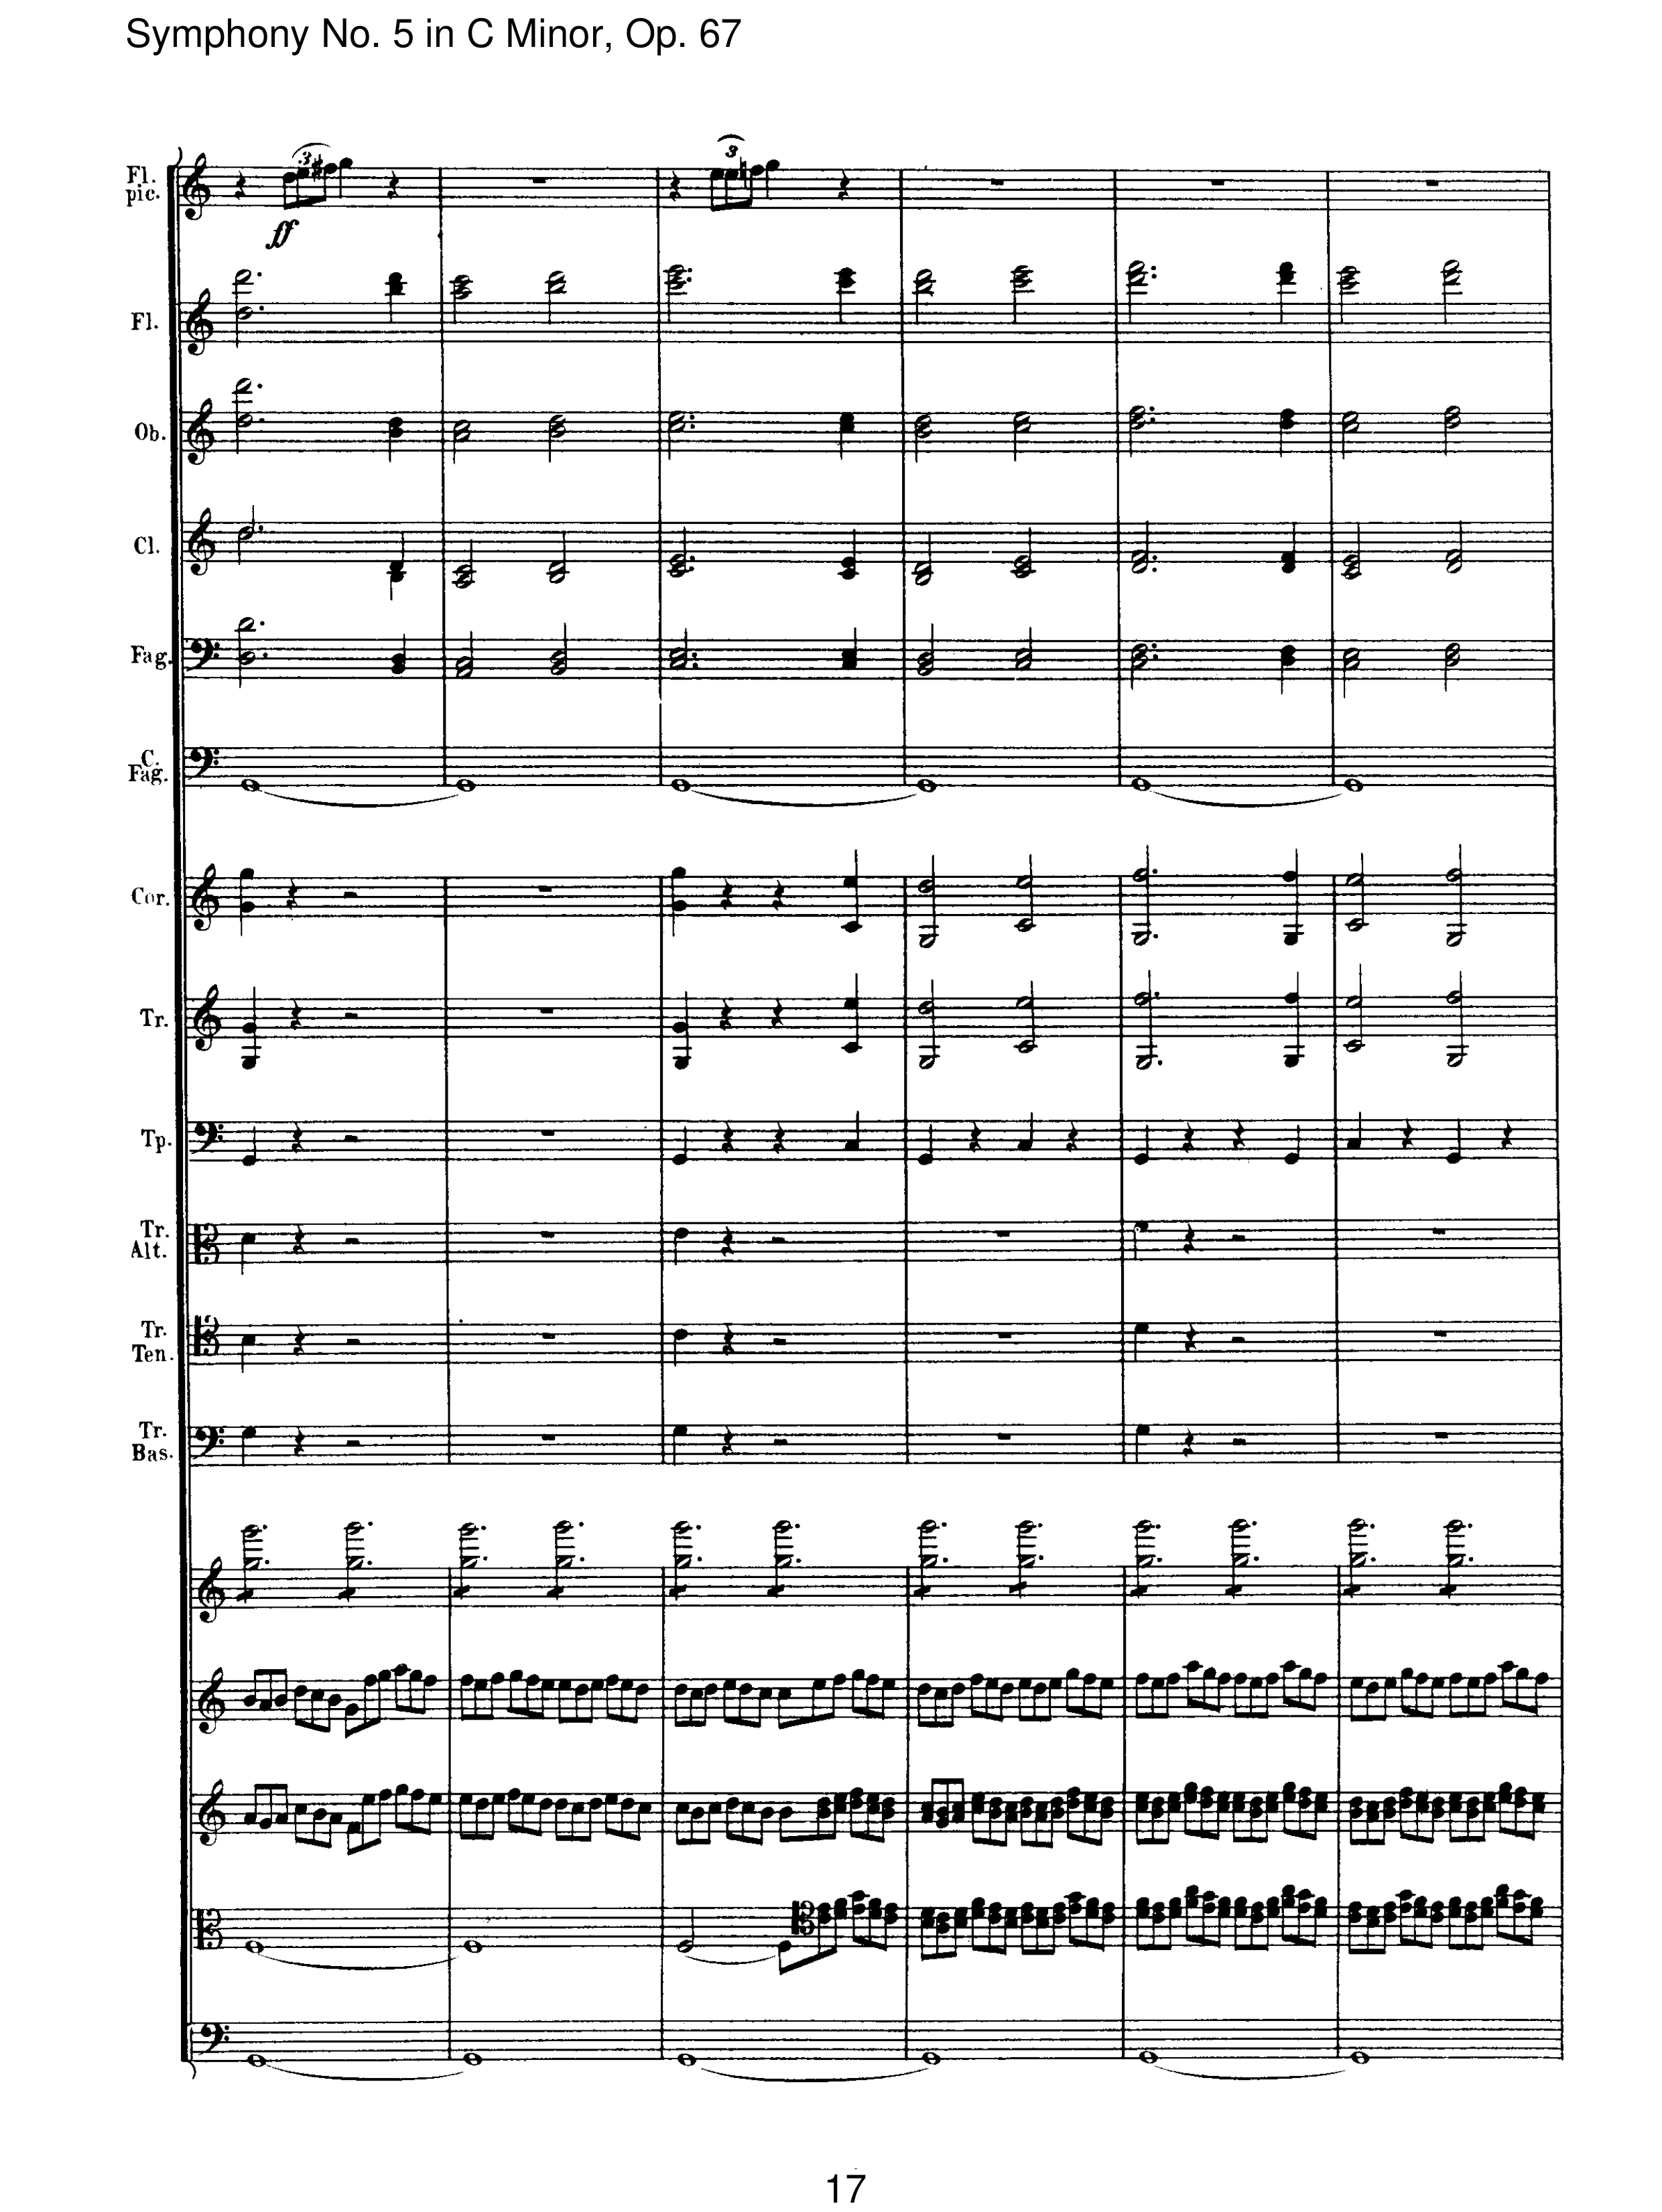 Symphony No. 5 in C Minor, Op. 67
Fl.
pic.
3
3
ff
Fl.
Ob.
Cl.
Fag.
C.
Fag.
Cor.
Tr.
Tp.
Tr.
Alt.
Tr.
Ten.
Tr.
Bas.
17